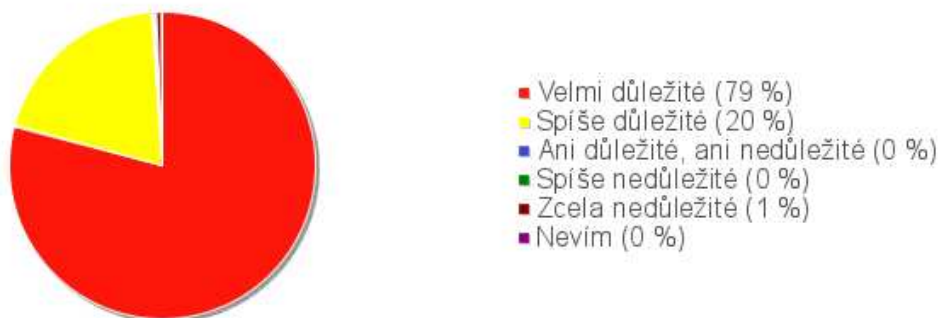 Velmi důležité (79 %)
Spíše důležité (20 %)
Ani důležité, ani nedůležité (0 %)
Spíše nedůležité (0 %)
Zcela nedůležité (1 %)
Nevím (0 %)